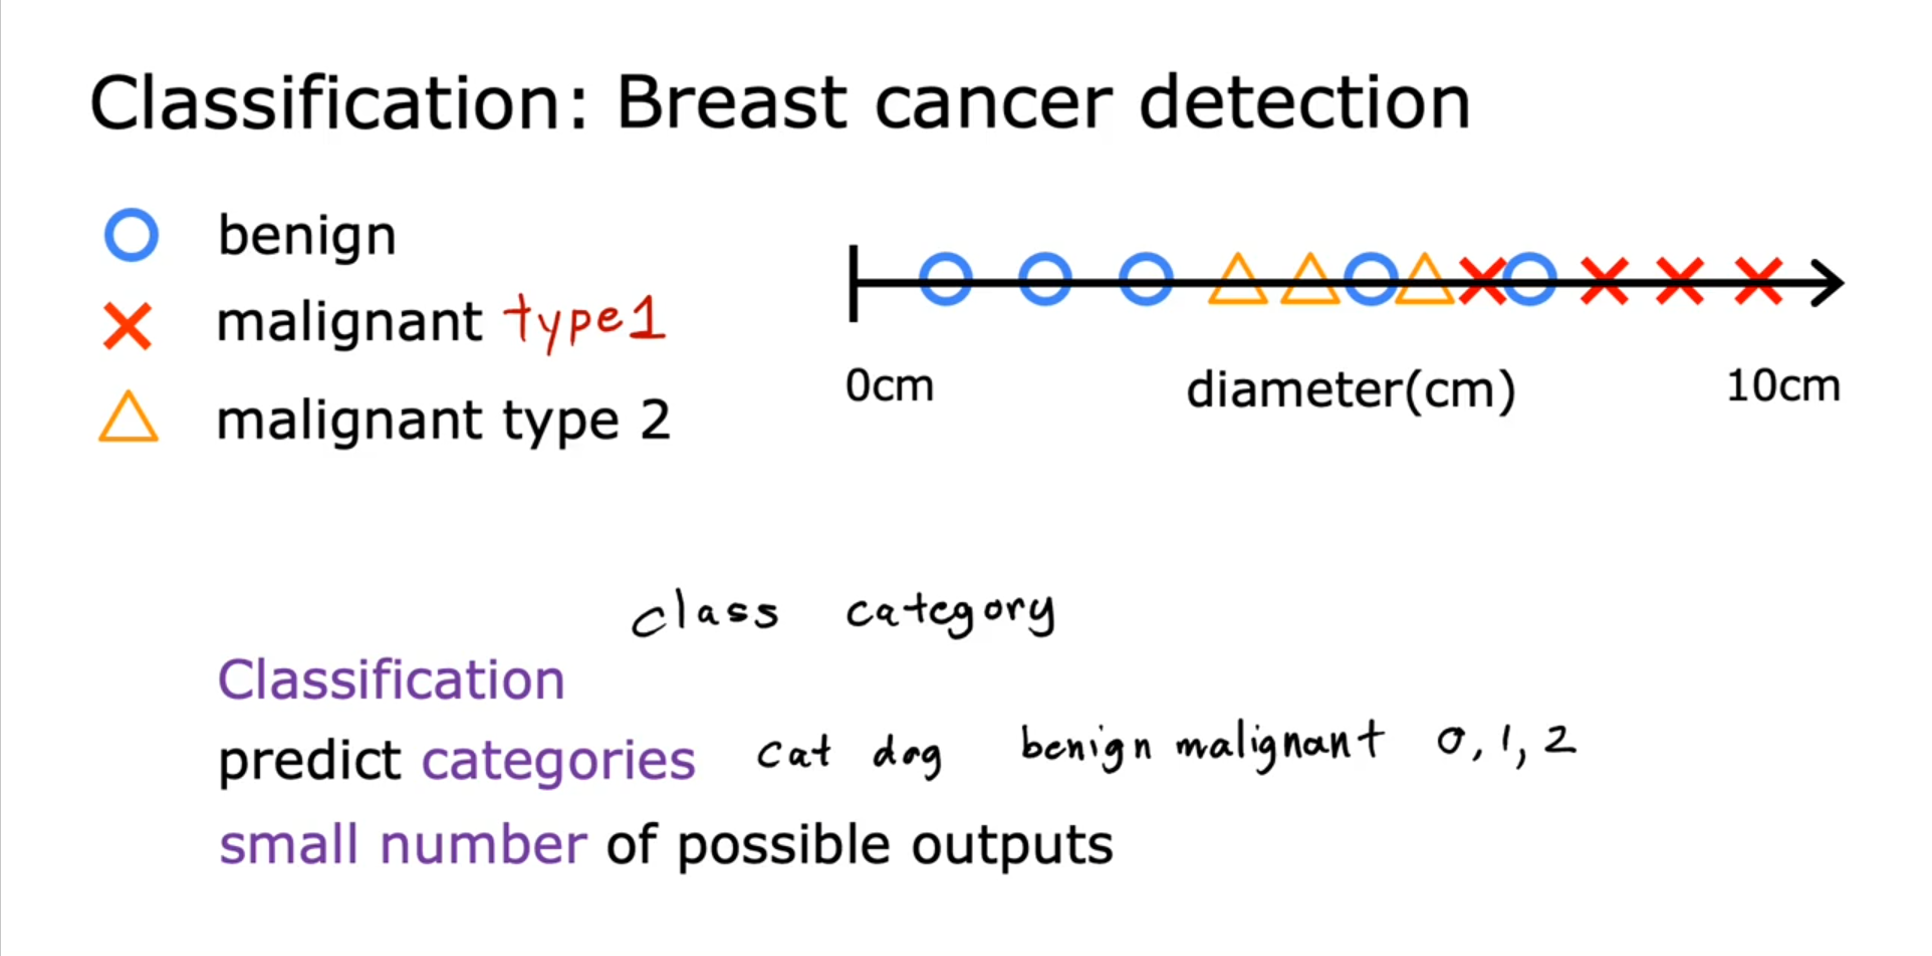 Classification: Breast cancer detection
benign
malignant type1
malignant type 2
0cm diameter(cm) 10cm
class category
Classification
predict categories cat dog benign malignant 0, 1, 2
small number of possible outputs